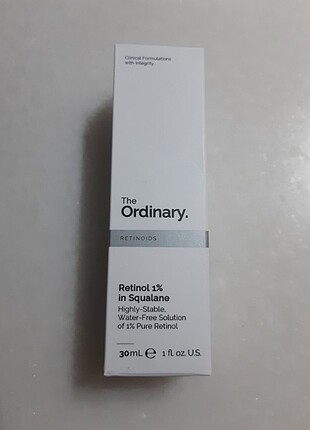 Clinical Formulations
with Integrity
The
Ordinary.
RETINOIDS
Retinol 1%
in Squalane
Highly-Stable,
Water-Free Solution
of 1% Pure Retinol
30mL ℮ 1 fl. oz. U.S.